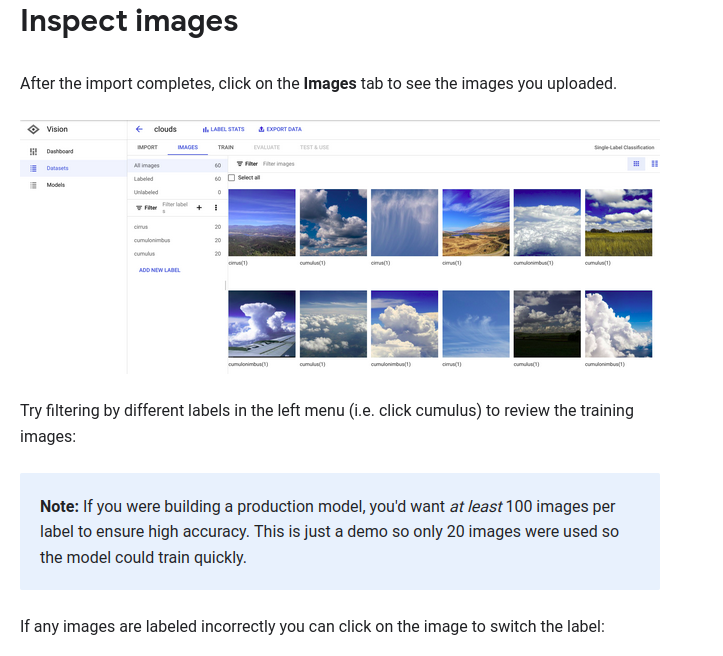 Inspect images
After the import completes, click on the Images tab to see the images you uploaded.
Vision
clouds
LABEL STATS
EXPORT DATA
Dashboard
Datasets
Models
IMPORT
IMAGES
TRAIN
EVALUATE
TEST & USE
Single-Label Classification
All images 60
Labeled 60
Unlabeled 0
Filter
Filter label
s
cirrus 20
cumulonimbus 20
cumulus 20
ADD NEW LABEL
Filter
Filter images
Select all
cirrus(1) cumulus(1) cirrus(1) cirrus(1) cumulonimbus(1) cumulus(1)
cumulonimbus(1) cumulus(1) cumulonimbus(1) cirrus(1) cumulus(1) cumulonimbus(1)
Try filtering by different labels in the left menu (i.e. click cumulus) to review the training
images:
Note: If you were building a production model, you'd want at least 100 images per
label to ensure high accuracy. This is just a demo so only 20 images were used so
the model could train quickly.
If any images are labeled incorrectly you can click on the image to switch the label: